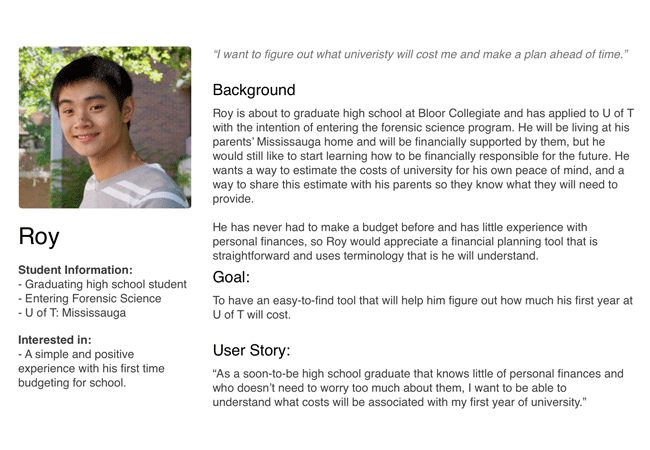 “I want to figure out what univeristy will cost me and make a plan ahead of time.”
Background
Roy is about to graduate high school at Bloor Collegiate and has applied to U of T
with the intention of entering the forensic science program. He will be living at his
parents’ Mississauga home and will be financially supported by them, but he
would still like to start learning how to be financially responsible for the future. He
wants a way to estimate the costs of university for his own peace of mind, and a
way to share this estimate with his parents so they know what they will need to
provide.
He has never had to make a budget before and has little experience with
personal finances, so Roy would appreciate a financial planning tool that is
straightforward and uses terminology that is he will understand.
Goal:
To have an easy-to-find tool that will help him figure out how much his first year at
U of T will cost.
User Story:
“As a soon-to-be high school graduate that knows little of personal finances and
who doesn’t need to worry too much about them, I want to be able to
understand what costs will be associated with my first year of university.”
Roy
Student Information:
- Graduating high school student
- Entering Forensic Science
- U of T: Mississauga
Interested in:
- A simple and positive
experience with his first time
budgeting for school.